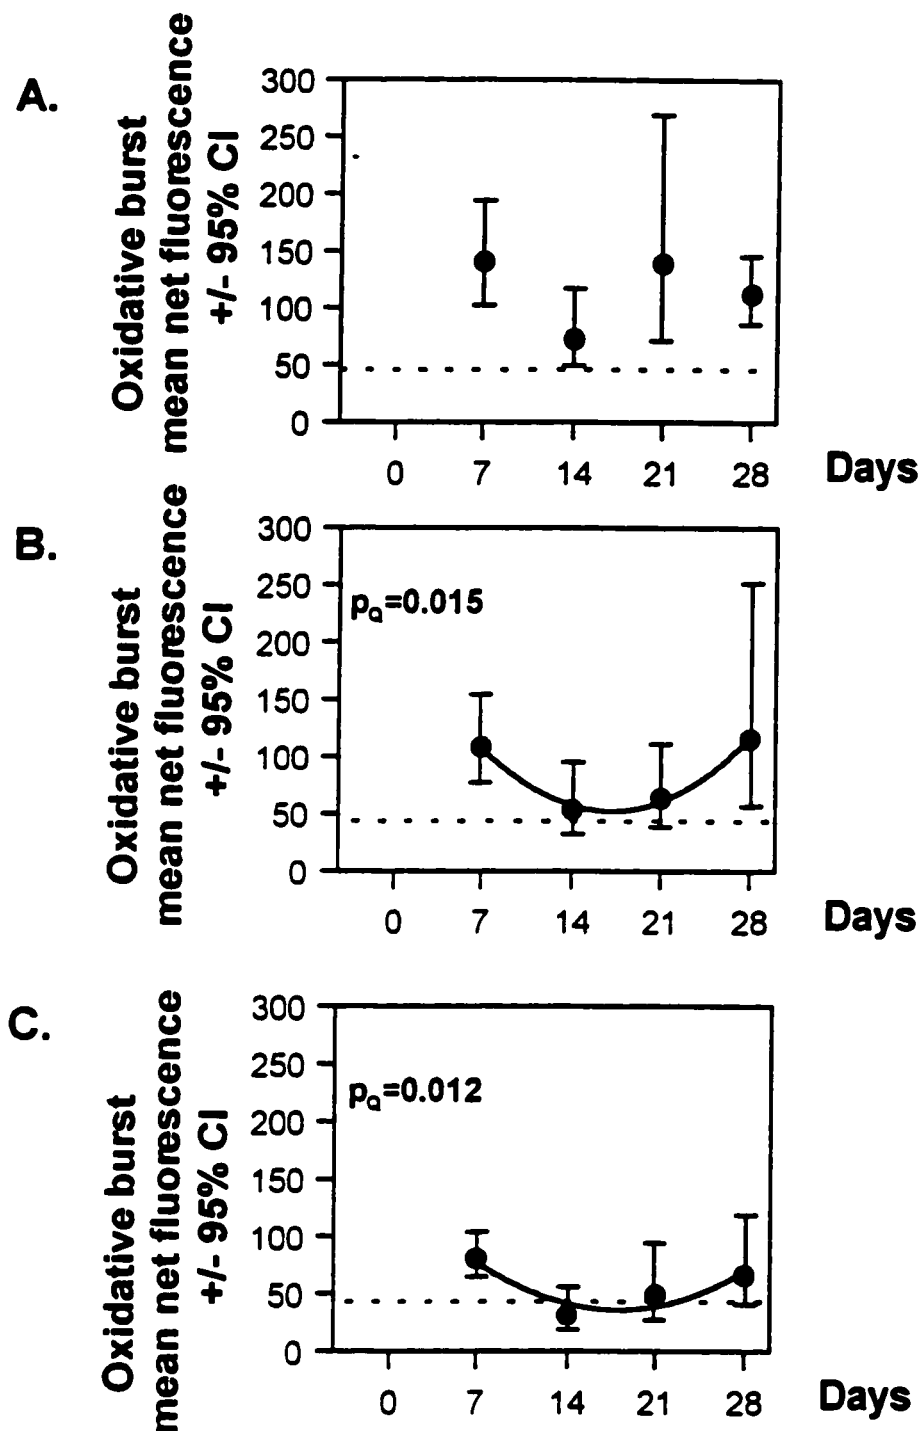 A.
Oxidative burst
mean net fluorescence
+/- 95% CI
300
250
200
150
100
50
0
0 7 14 21 28 Days
B.
Oxidative burst
mean net fluorescence
+/- 95% CI
300
250
200
150
100
50
0
pQ=0.015
0 7 14 21 28 Days
C.
Oxidative burst
mean net fluorescence
+/- 95% CI
300
250
200
150
100
50
0
pQ=0.012
0 7 14 21 28 Days